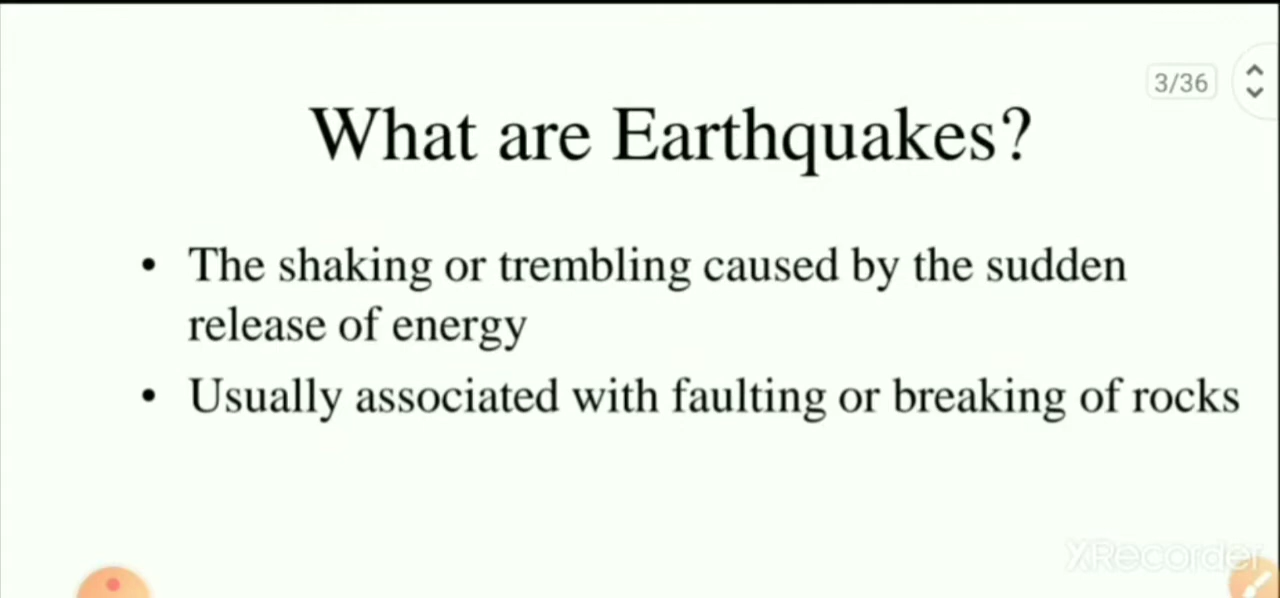 3/36
What are Earthquakes?
• The shaking or trembling caused by the sudden
release of energy
• Usually associated with faulting or breaking of rocks
XRecorder